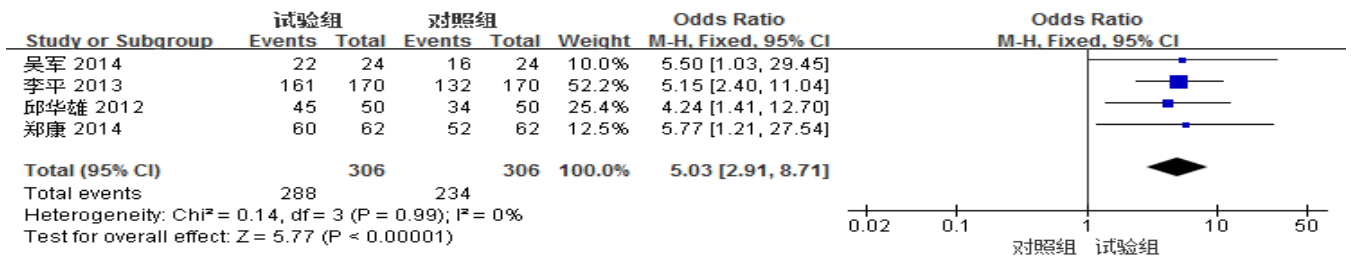 试验组 对照组 Odds Ratio Odds Ratio
Study or Subgroup Events Total Events Total Weight M-H, Fixed, 95% CI M-H, Fixed, 95% CI
吴军 2014 22 24 16 24 10.0% 5.50 [1.03, 29.45]
李平 2013 161 170 132 170 52.2% 5.15 [2.40, 11.04]
邱华雄 2012 45 50 34 50 25.4% 4.24 [1.41, 12.70]
郑康 2014 60 62 52 62 12.5% 5.77 [1.21, 27.54]
Total (95% CI) 306 306 100.0% 5.03 [2.91, 8.71]
Total events 288 234
Heterogeneity: Chi² = 0.14, df = 3 (P = 0.99); I² = 0%
Test for overall effect: Z = 5.77 (P < 0.00001)
0.02 0.1 1 10 50
对照组 试验组